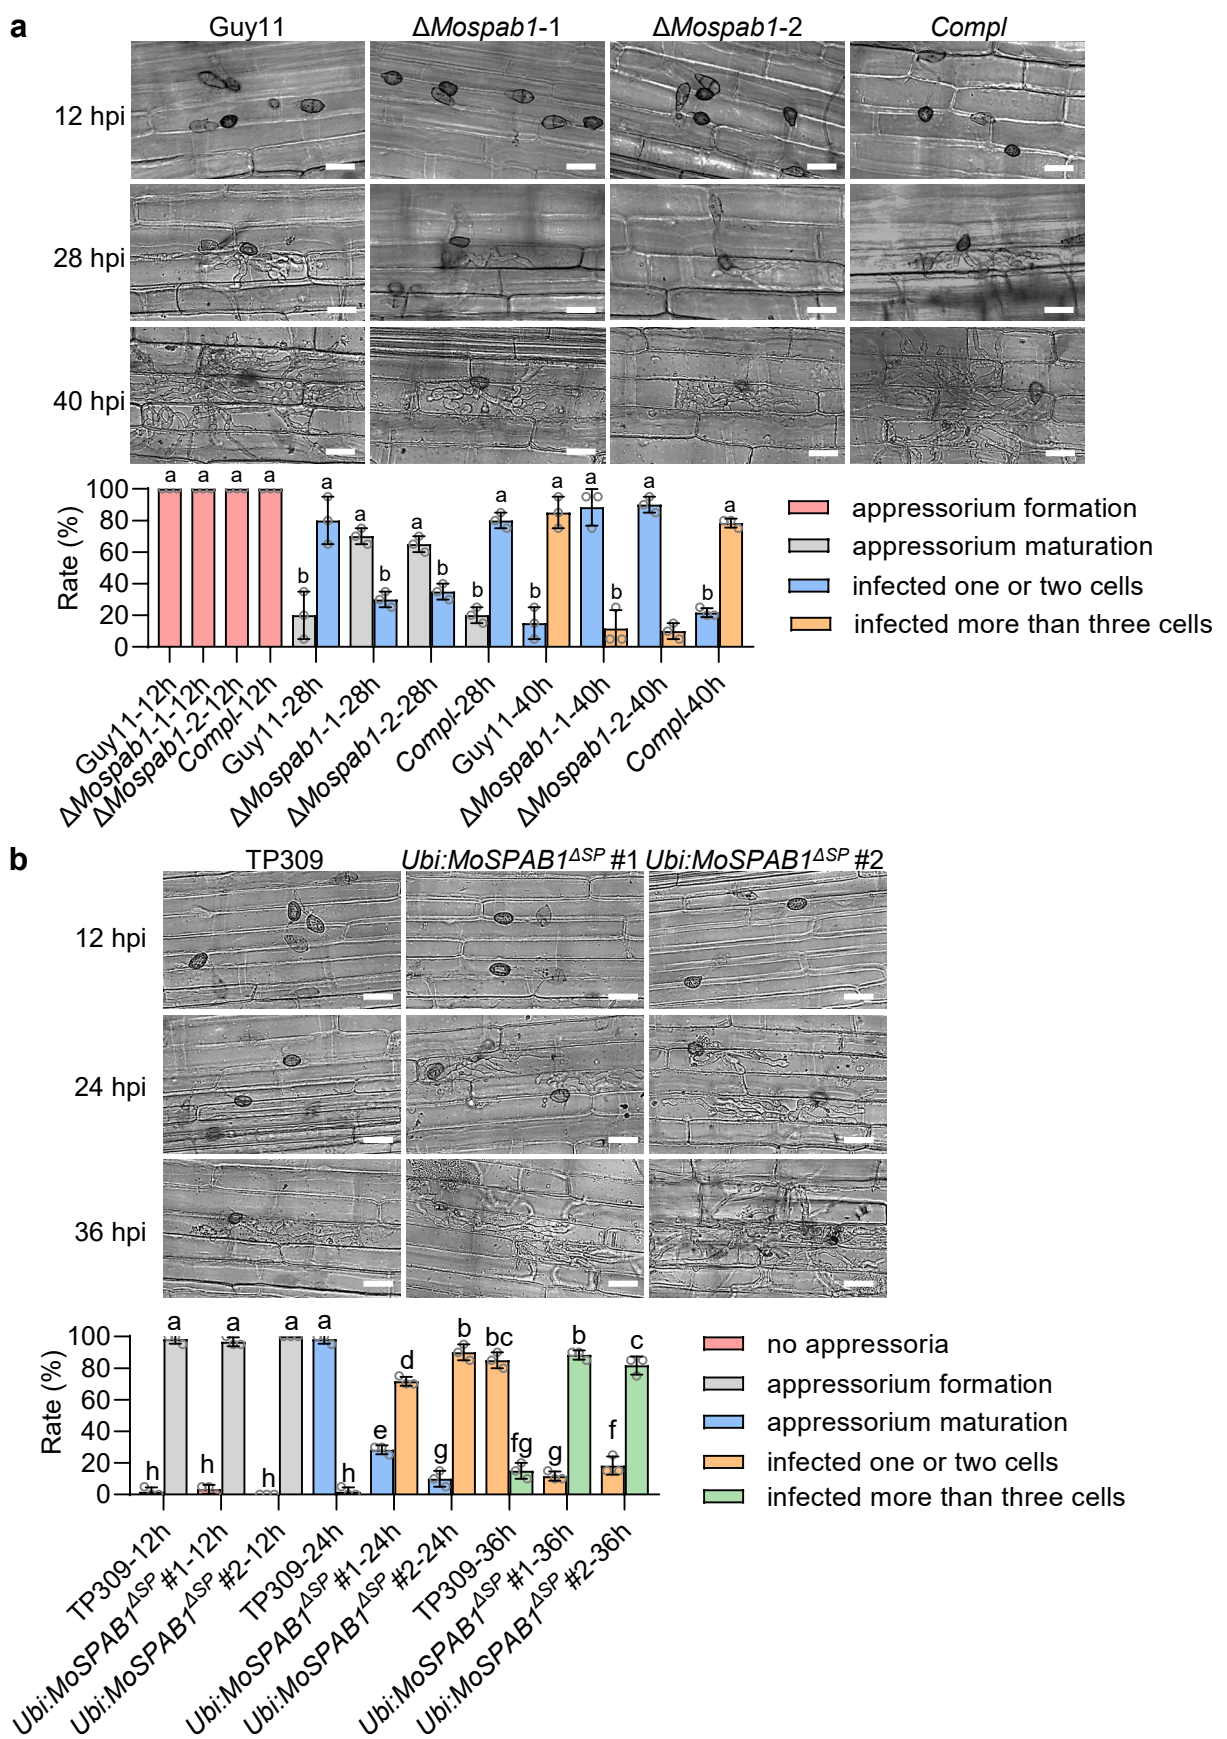 a
Guy11
ΔMospab1-1
ΔMospab1-2
Compl
12 hpi
28 hpi
40 hpi
a a a a a b a a b a b b a b a a b a b a
100
80
60
40
20
0
Rate (%)
appressorium formation
appressorium maturation
infected one or two cells
infected more than three cells
Guy11-12h
ΔMospab1-1-12h
ΔMospab1-2-12h
Compl-12h
Guy11-28h
ΔMospab1-1-28h
ΔMospab1-2-28h
Compl-28h
Guy11-40h
ΔMospab1-1-40h
ΔMospab1-2-40h
Compl-40h
b
TP309
Ubi:MoSPAB1ΔSP #1
Ubi:MoSPAB1ΔSP #2
12 hpi
24 hpi
36 hpi
h a h a h a a h e d g b bc fg g b f c
100
80
60
40
20
0
Rate (%)
no appressoria
appressorium formation
appressorium maturation
infected one or two cells
infected more than three cells
TP309-12h
Ubi:MoSPAB1ΔSP #1-12h
Ubi:MoSPAB1ΔSP #2-12h
TP309-24h
Ubi:MoSPAB1ΔSP #1-24h
Ubi:MoSPAB1ΔSP #2-24h
TP309-36h
Ubi:MoSPAB1ΔSP #1-36h
Ubi:MoSPAB1ΔSP #2-36h